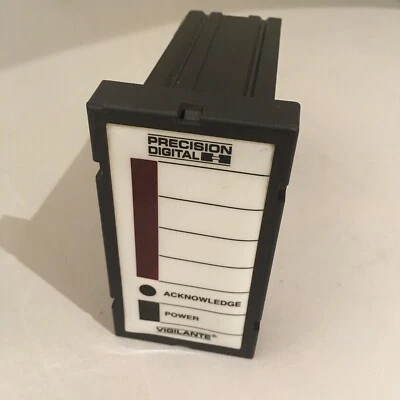 PRECISION
DIGITAL
ACKNOWLEDGE
POWER
VIGILANTE®